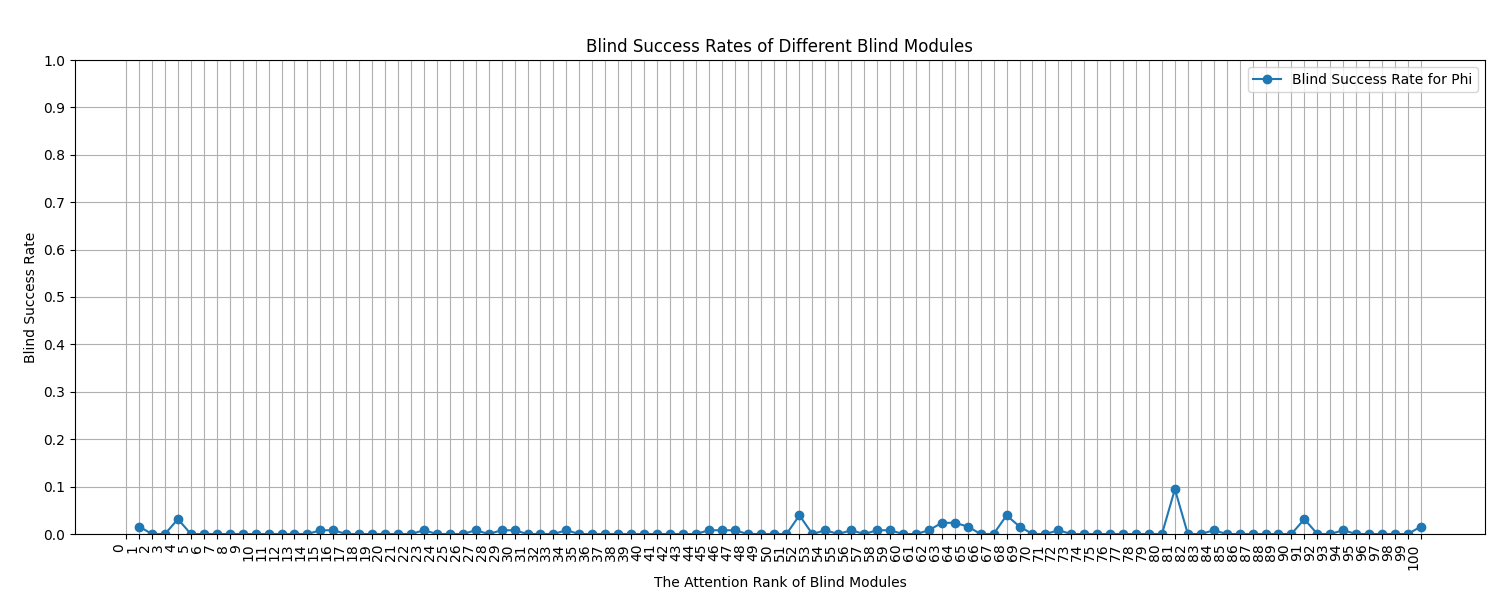 Blind Success Rates of Different Blind Modules
Blind Success Rate for Phi
Blind Success Rate
1.0
0.9
0.8
0.7
0.6
0.5
0.4
0.3
0.2
0.1
0.0
0 1 2 3 4 5 6 7 8 9 10 11 12 13 14 15 16 17 18 19 20 21 22 23 24 25 26 27 28 29 30 31 32 33 34 35 36 37 38 39 40 41 42 43 44 45 46 47 48 49 50 51 52 53 54 55 56 57 58 59 60 61 62 63 64 65 66 67 68 69 70 71 72 73 74 75 76 77 78 79 80 81 82 83 84 85 86 87 88 89 90 91 92 93 94 95 96 97 98 99 100
The Attention Rank of Blind Modules